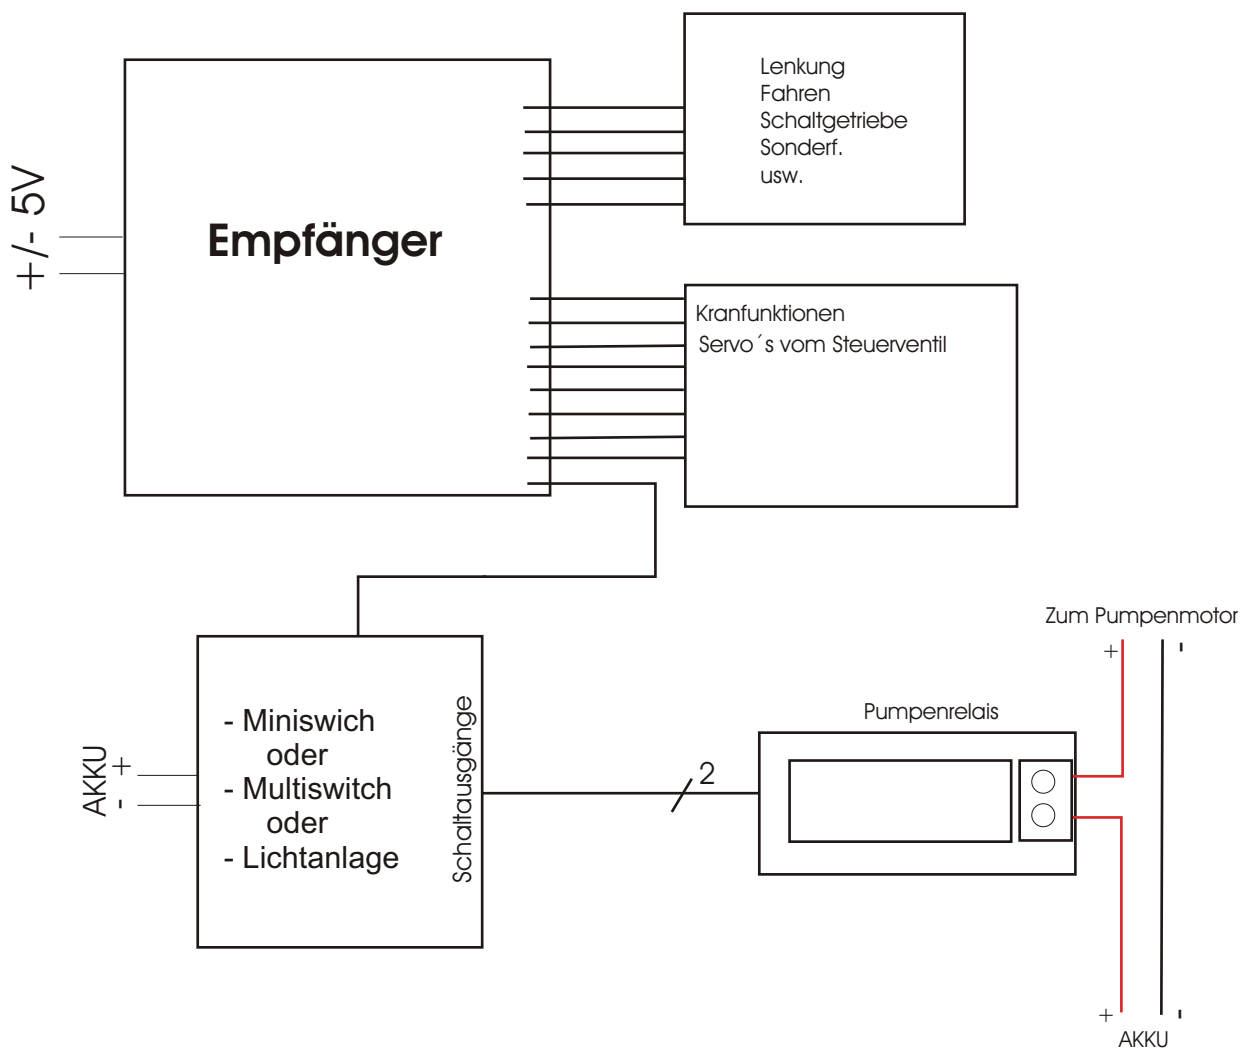 Lenkung
Fahren
Schaltgetriebe
Sonderf.
usw.
+/- 5V
Empfänger
Kranfunktionen
Servo´s vom Steuerventil
Zum Pumpenmotor
+ -
Pumpenrelais
- Miniswich
oder
- Multiswitch
oder
- Lichtanlage
Schaltausgänge
AKKU
+
-
2
+ -
AKKU